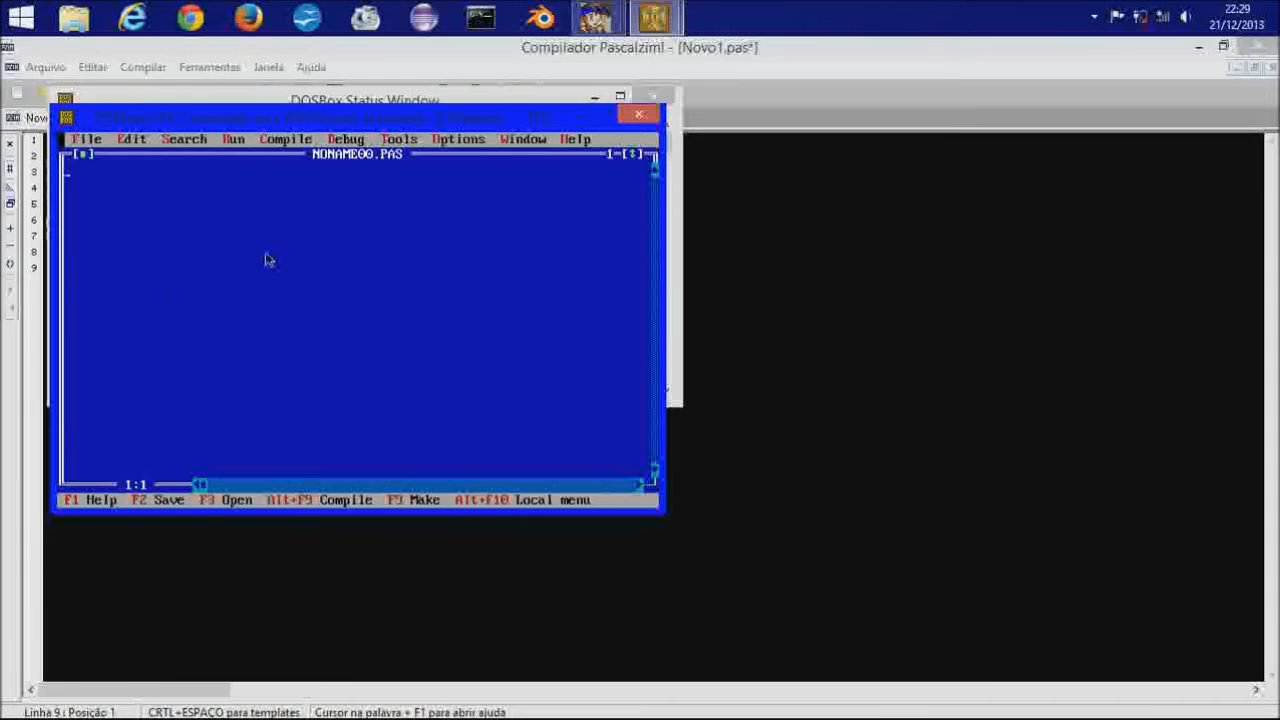 22:29
21/12/2013
Compilador Pascalzim! - [Novo1.pas*]
Arquivo Editar Compilar Ferramentas Janela Ajuda
DOSBox Status Window
Nov
File Edit Search Run Compile Debug Tools Options Window Help
NONAME00.PAS 1
1
2
3
4
5
6
7
8
9
1:1
F1 Help F2 Save F3 Open Alt+F9 Compile F9 Make Alt+F10 Local menu
Linha 9 : Posição 1 CRTL+ESPAÇO para templates Cursor na palavra + F1 para abrir ajuda